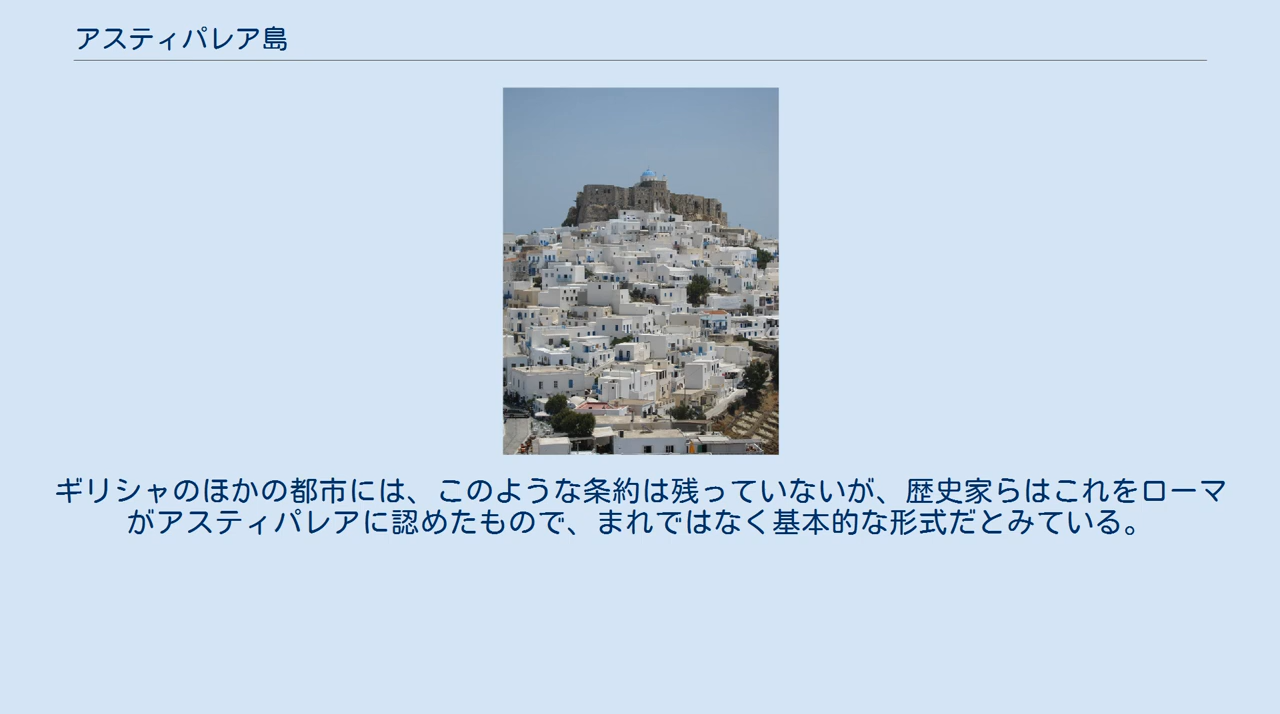 アスティパレア島
ギリシャのほかの都市には、このような条約は残っていないが、歴史家らはこれをローマ
がアスティパレアに認めたもので、まれではなく基本的な形式だとみている。